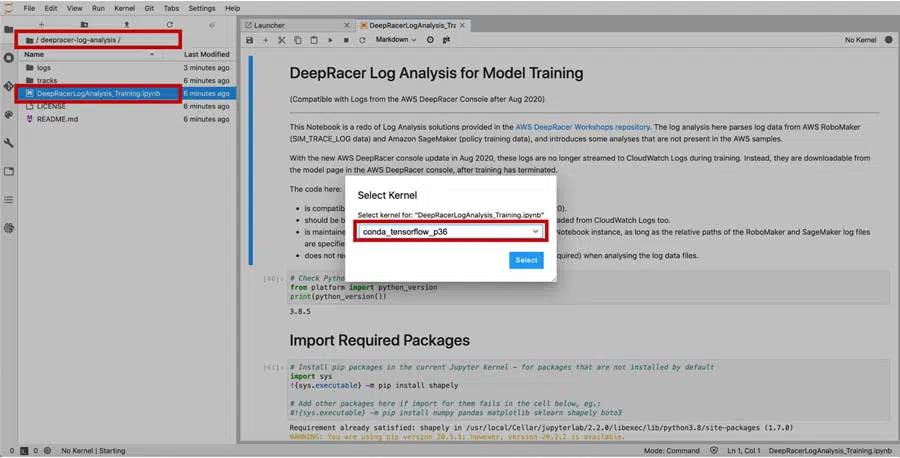 File Edit View Run Kernel Git Tabs Settings Help
/ deepracer-log-analysis /
Name Last Modified
logs 3 minutes ago
tracks 6 minutes ago
DeepRacerLogAnalysis_Training.ipynb 6 minutes ago
LICENSE 6 minutes ago
README.md 6 minutes ago
Launcher
DeepRacerLogAnalysis_Tra
Markdown
git
No Kernel
DeepRacer Log Analysis for Model Training
(Compatible with Logs from the AWS DeepRacer Console after Aug 2020)
This Notebook is a redo of Log Analysis solutions provided in the AWS DeepRacer Workshops repository. The log analysis here parses log data from AWS RoboMaker
(SIM_TRACE_LOG data) and Amazon SageMaker (policy training data), and introduces some analyses that are not present in the AWS samples.
With the new AWS DeepRacer console update in Aug 2020, these logs are no longer streamed to CloudWatch Logs during training. Instead, they are downloadable from
the model page in the AWS DeepRacer console, after training has terminated.
The code here:
is compatib
0).
should be b
aded from CloudWatch Logs too.
is maintaine
Notebook instance, as long as the relative paths of the RoboMaker and SageMaker log files
are specifie
does not re
quired) when analysing the log data files.
Select Kernel
Select kernel for: "DeepRacerLogAnalysis_Training.ipynb"
conda_tensorflow_p36
Select
# Check Pytho
from platform import python_version
print(python_version())
3.8.5
Import Required Packages
# Install pip packages in the current Jupyter kernel - for packages that are not installed by default
import sys
!{sys.executable} -m pip install shapely
# Add other packages here if import for them fails in the cell below, eg.:
#!{sys.executable} -m pip install numpy pandas matplotlib sklearn shapely boto3
Requirement already satisfied: shapely in /usr/local/Cellar/jupyterlab/2.2.0/libexec/lib/python3.8/site-packages (1.7.0)
WARNING: You are using pip version 20.1.1; however, version 20.2.2 is available.
0 0 No Kernel | Starting
Mode: Command Ln 1, Col 1 DeepRacerLogAnalysis_Training.ipynb